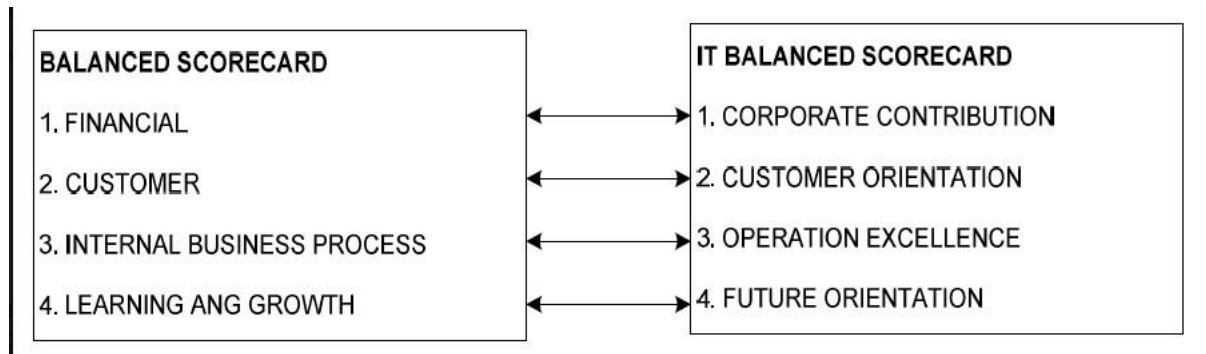 BALANCED SCORECARD
1. FINANCIAL
2. CUSTOMER
3. INTERNAL BUSINESS PROCESS
4. LEARNING ANG GROWTH
IT BALANCED SCORECARD
1. CORPORATE CONTRIBUTION
2. CUSTOMER ORIENTATION
3. OPERATION EXCELLENCE
4. FUTURE ORIENTATION